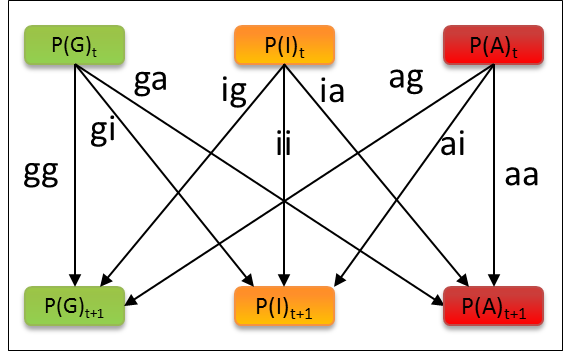 P(G)t P(I)t P(A)t
ga ig ia ag
gi ii ai
gg aa
P(G)t+1 P(I)t+1 P(A)t+1